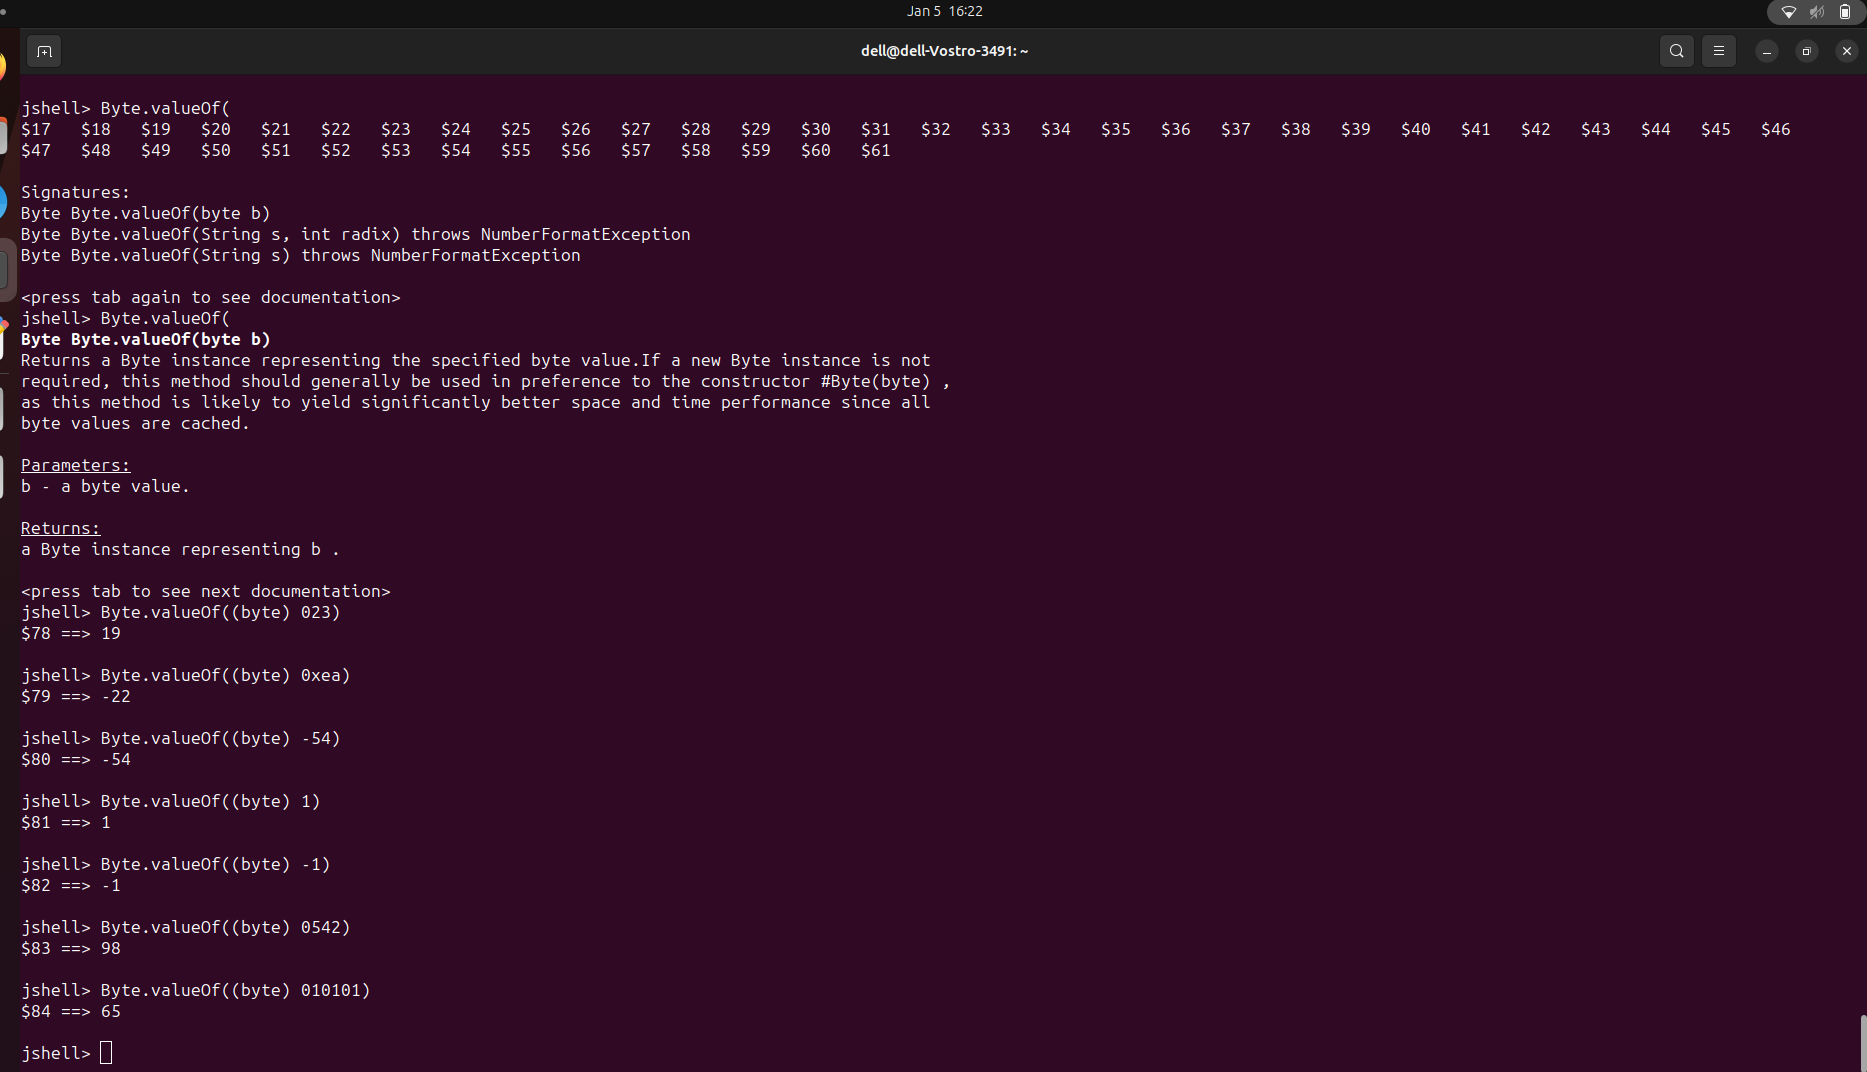 Jan 5 16:22
dell@dell-Vostro-3491: ~
jshell> Byte.valueOf(
$17 $18 $19 $20 $21 $22 $23 $24 $25 $26 $27 $28 $29 $30 $31 $32 $33 $34 $35 $36 $37 $38 $39 $40 $41 $42 $43 $44 $45 $46
$47 $48 $49 $50 $51 $52 $53 $54 $55 $56 $57 $58 $59 $60 $61
Signatures:
Byte Byte.valueOf(byte b)
Byte Byte.valueOf(String s, int radix) throws NumberFormatException
Byte Byte.valueOf(String s) throws NumberFormatException
<press tab again to see documentation>
jshell> Byte.valueOf(
Byte Byte.valueOf(byte b)
Returns a Byte instance representing the specified byte value.If a new Byte instance is not
required, this method should generally be used in preference to the constructor #Byte(byte) ,
as this method is likely to yield significantly better space and time performance since all
byte values are cached.
Parameters:
b - a byte value.
Returns:
a Byte instance representing b .
<press tab to see next documentation>
jshell> Byte.valueOf((byte) 023)
$78 ==> 19
jshell> Byte.valueOf((byte) 0xea)
$79 ==> -22
jshell> Byte.valueOf((byte) -54)
$80 ==> -54
jshell> Byte.valueOf((byte) 1)
$81 ==> 1
jshell> Byte.valueOf((byte) -1)
$82 ==> -1
jshell> Byte.valueOf((byte) 0542)
$83 ==> 98
jshell> Byte.valueOf((byte) 010101)
$84 ==> 65
jshell>